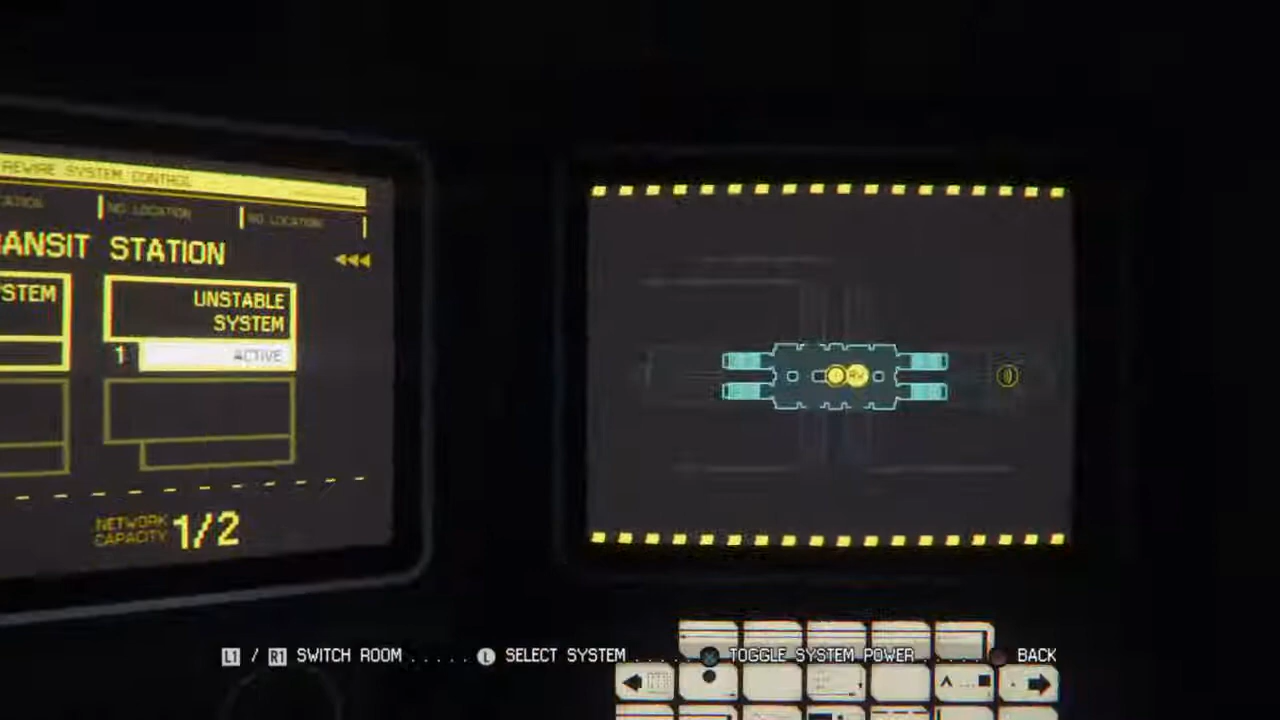 REWIRE SYSTEM CONTROL
NO LOCATION
NO LOCATION
ANSIT STATION
STEM
UNSTABLE
SYSTEM
1
ACTIVE
NETWORK
CAPACITY
1/2
L1 / R1 SWITCH ROOM ..... L SELECT SYSTEM ..... TOGGLE SYSTEM POWER ..... BACK